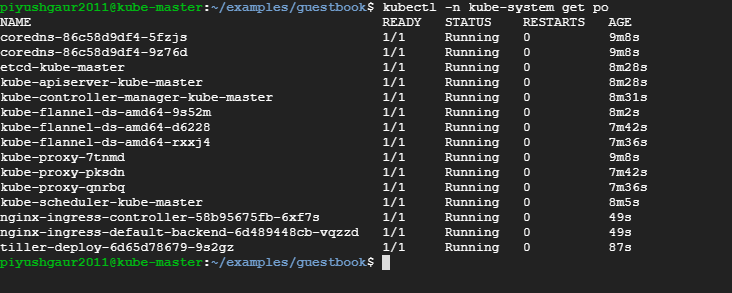 piyushgaur2011@kube-master:~/examples/guestbook$ kubectl -n kube-system get po
NAME READY STATUS RESTARTS AGE
coredns-86c58d9df4-5fzjs 1/1 Running 0 9m8s
coredns-86c58d9df4-9z76d 1/1 Running 0 9m8s
etcd-kube-master 1/1 Running 0 8m28s
kube-apiserver-kube-master 1/1 Running 0 8m28s
kube-controller-manager-kube-master 1/1 Running 0 8m31s
kube-flannel-ds-amd64-9s52m 1/1 Running 0 8m2s
kube-flannel-ds-amd64-d6228 1/1 Running 0 7m42s
kube-flannel-ds-amd64-rxxj4 1/1 Running 0 7m36s
kube-proxy-7tnmd 1/1 Running 0 9m8s
kube-proxy-pksdn 1/1 Running 0 7m42s
kube-proxy-qnrbq 1/1 Running 0 7m36s
kube-scheduler-kube-master 1/1 Running 0 8m5s
nginx-ingress-controller-58b95675fb-6xf7s 1/1 Running 0 49s
nginx-ingress-default-backend-6d489448cb-vqzzd 1/1 Running 0 49s
tiller-deploy-6d65d78679-9s2gz 1/1 Running 0 87s
piyushgaur2011@kube-master:~/examples/guestbook$